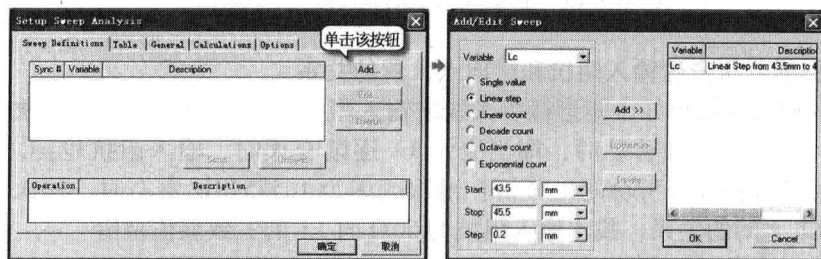 Setup Sweep Analysis
Sweep Definitions | Table | General | Calculations | Options |
单击该按钮
Sync # Variable Description
Add...
Operation Description
确定 取消
Add/Edit Sweep
Variable Lc
Single value
Linear step
Linear count
Decade count
Octave count
Exponential count
Start: 43.5 mm
Stop: 45.5 mm
Step: 0.2 mm
Add >>
Variable Descriptio
Lc Linear Step from 43.5mm to 4
OK Cancel